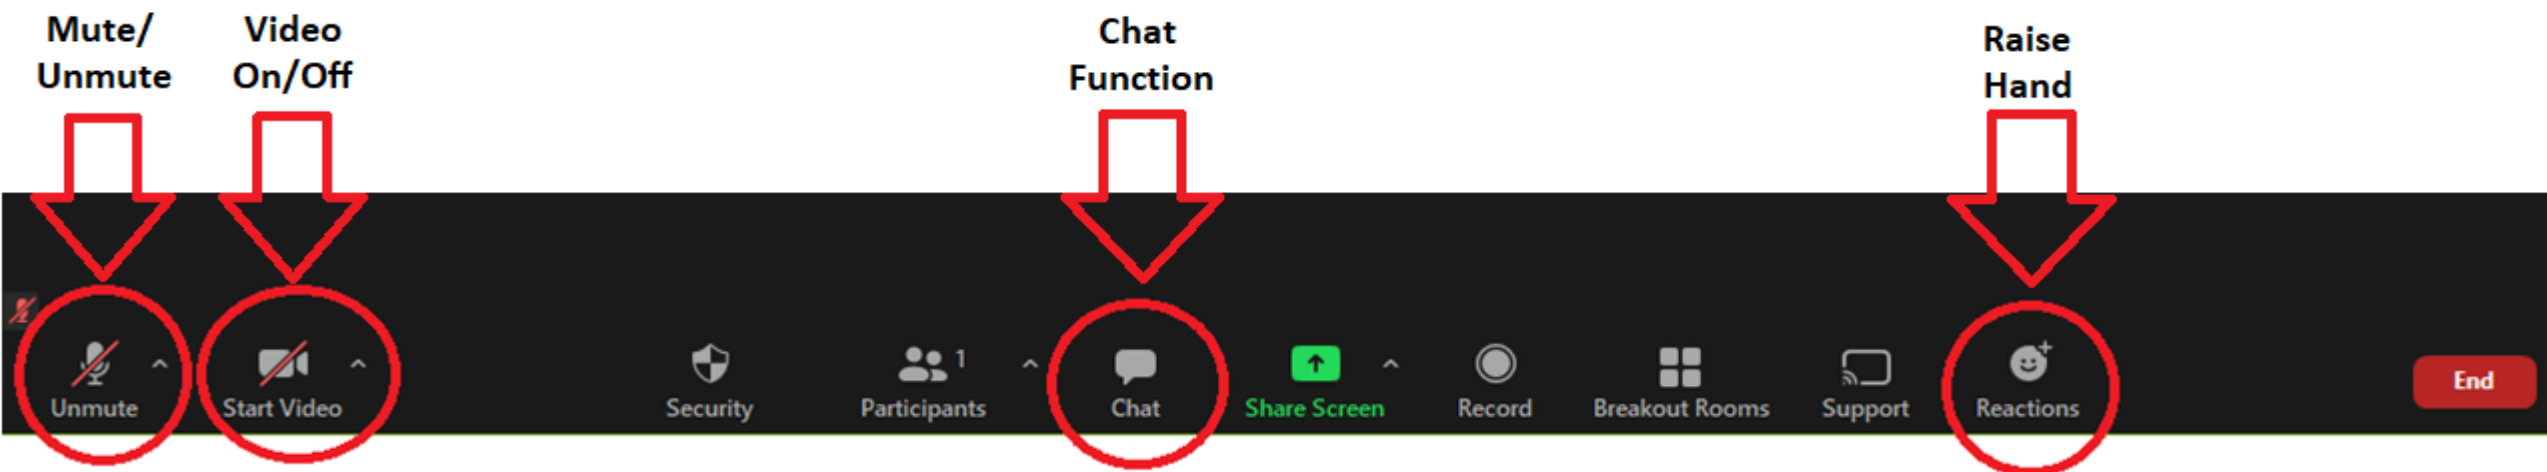 Mute/
Unmute
Video
On/Off
Chat
Function
Raise
Hand
Unmute
Start Video
Security
Participants
1
Chat
Share Screen
Record
Breakout Rooms
Support
Reactions
End